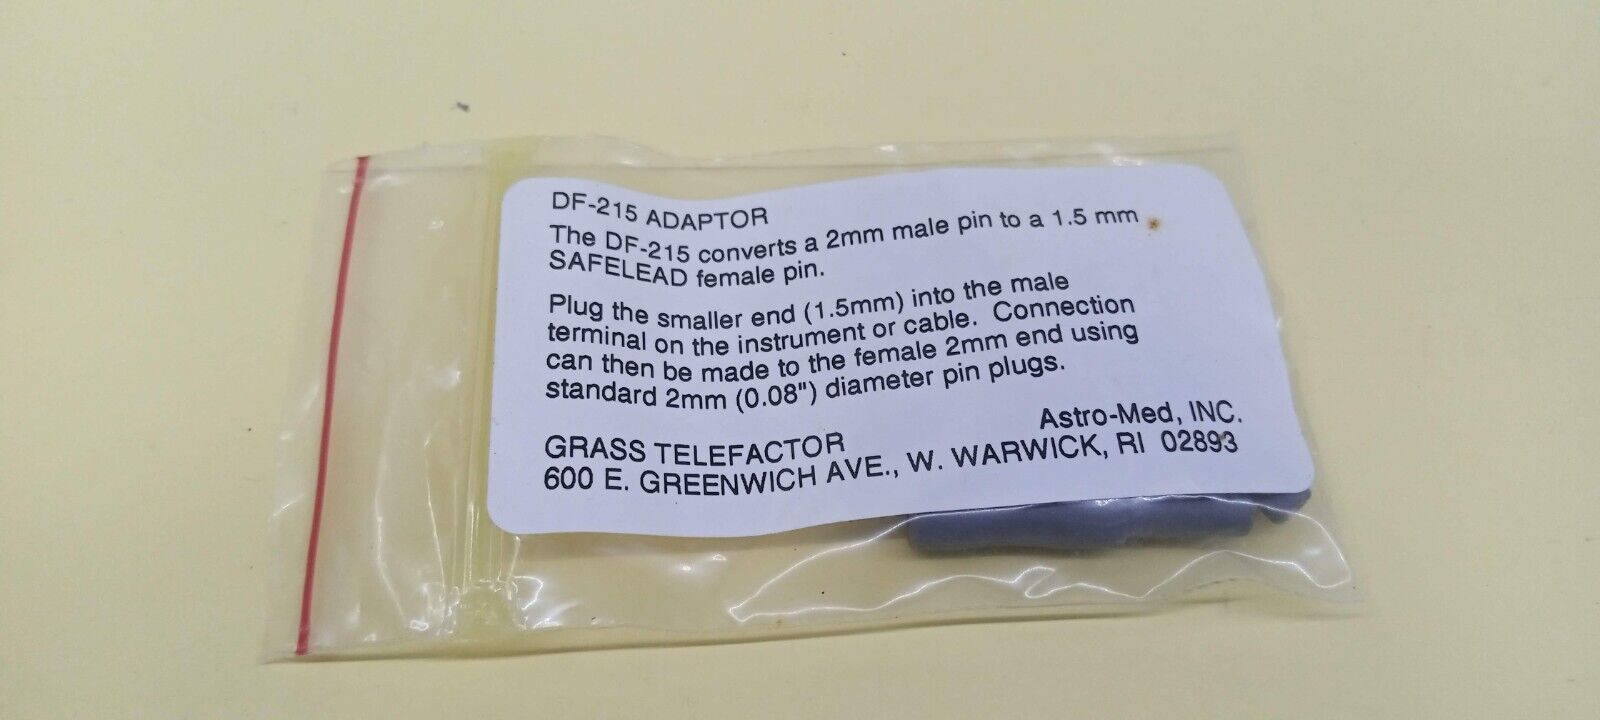 DF-215 ADAPTOR
The DF-215 converts a 2mm male pin to a 1.5 mm
SAFELEAD female pin.
Plug the smaller end (1.5mm) into the male
terminal on the instrument or cable. Connection
can then be made to the female 2mm end using
standard 2mm (0.08") diameter pin plugs.
Astro-Med, INC.
GRASS TELEFACTOR
600 E. GREENWICH AVE., W. WARWICK, RI 02893